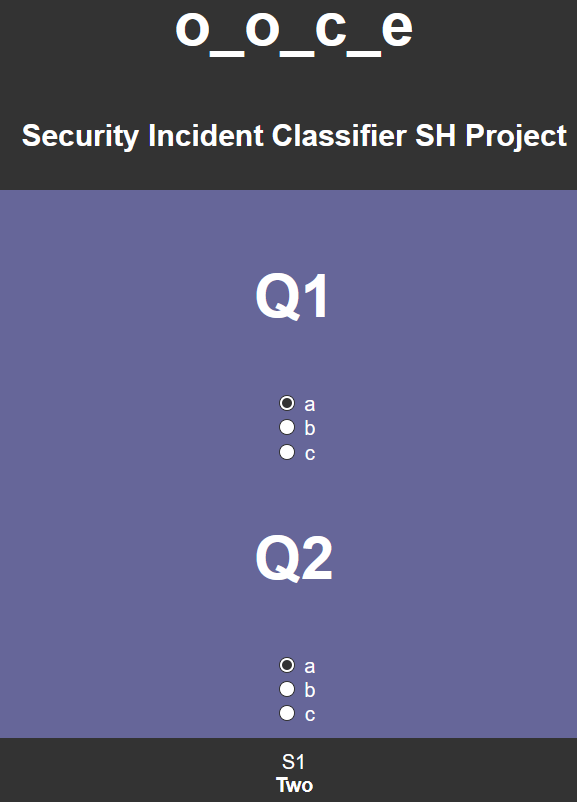 o_o_c_e
Security Incident Classifier SH Project
Q1
a
b
c
Q2
a
b
c
S1
Two